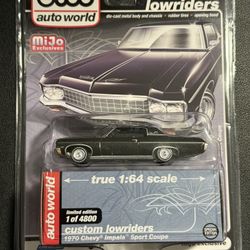 lowriders
auto world
die-cast metal body and chassis • rubber tires • opening hood
MiJo
Exclusives
true 1:64 scale
auto world
limited edition
1 of 4800
custom lowriders
1970 Chevy Impala Sport Coupe